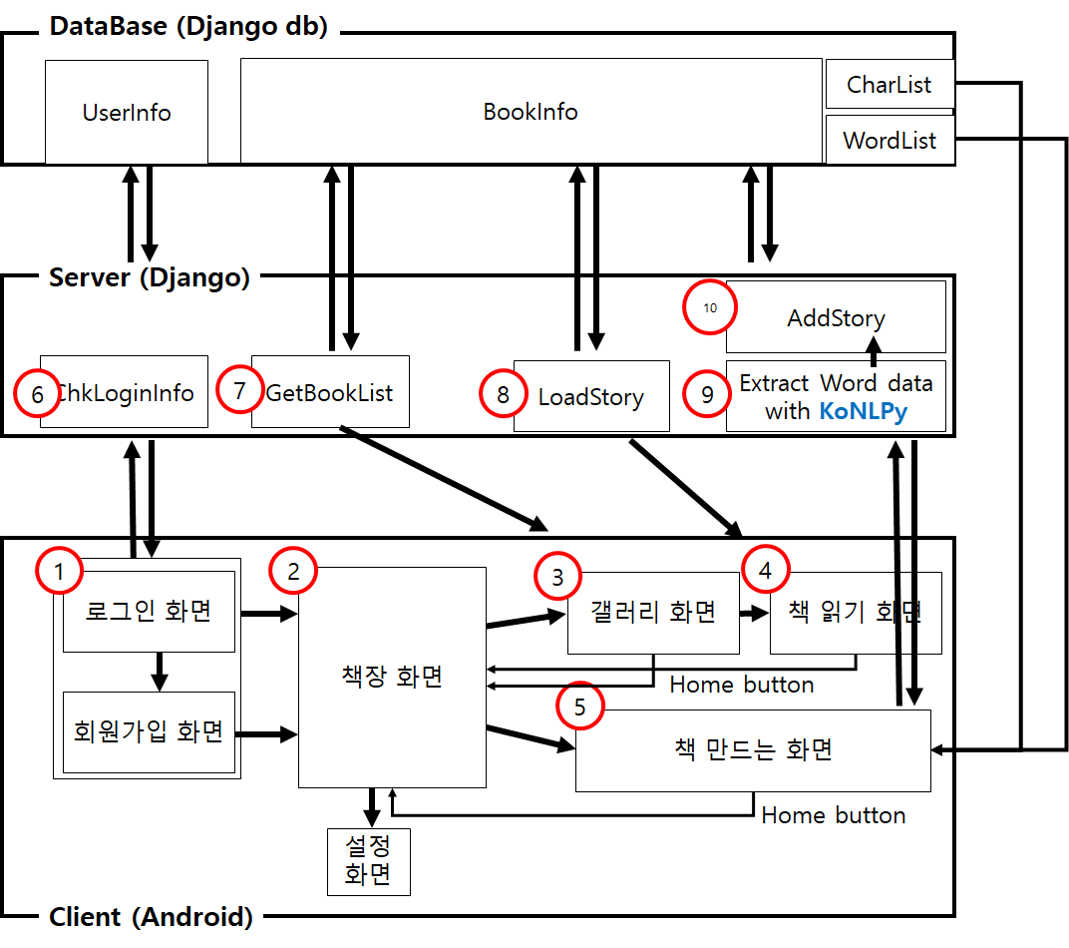 DataBase (Django db)
UserInfo
BookInfo
CharList
WordList
Server (Django)
10
AddStory
6
ChkLoginInfo
7
GetBookList
8
LoadStory
9
Extract Word data
with KoNLPy
1
로그인 화면
회원가입 화면
2
책장 화면
3
갤러리 화면
4
책 읽기 화면
Home button
5
책 만드는 화면
Home button
설정
화면
Client (Android)